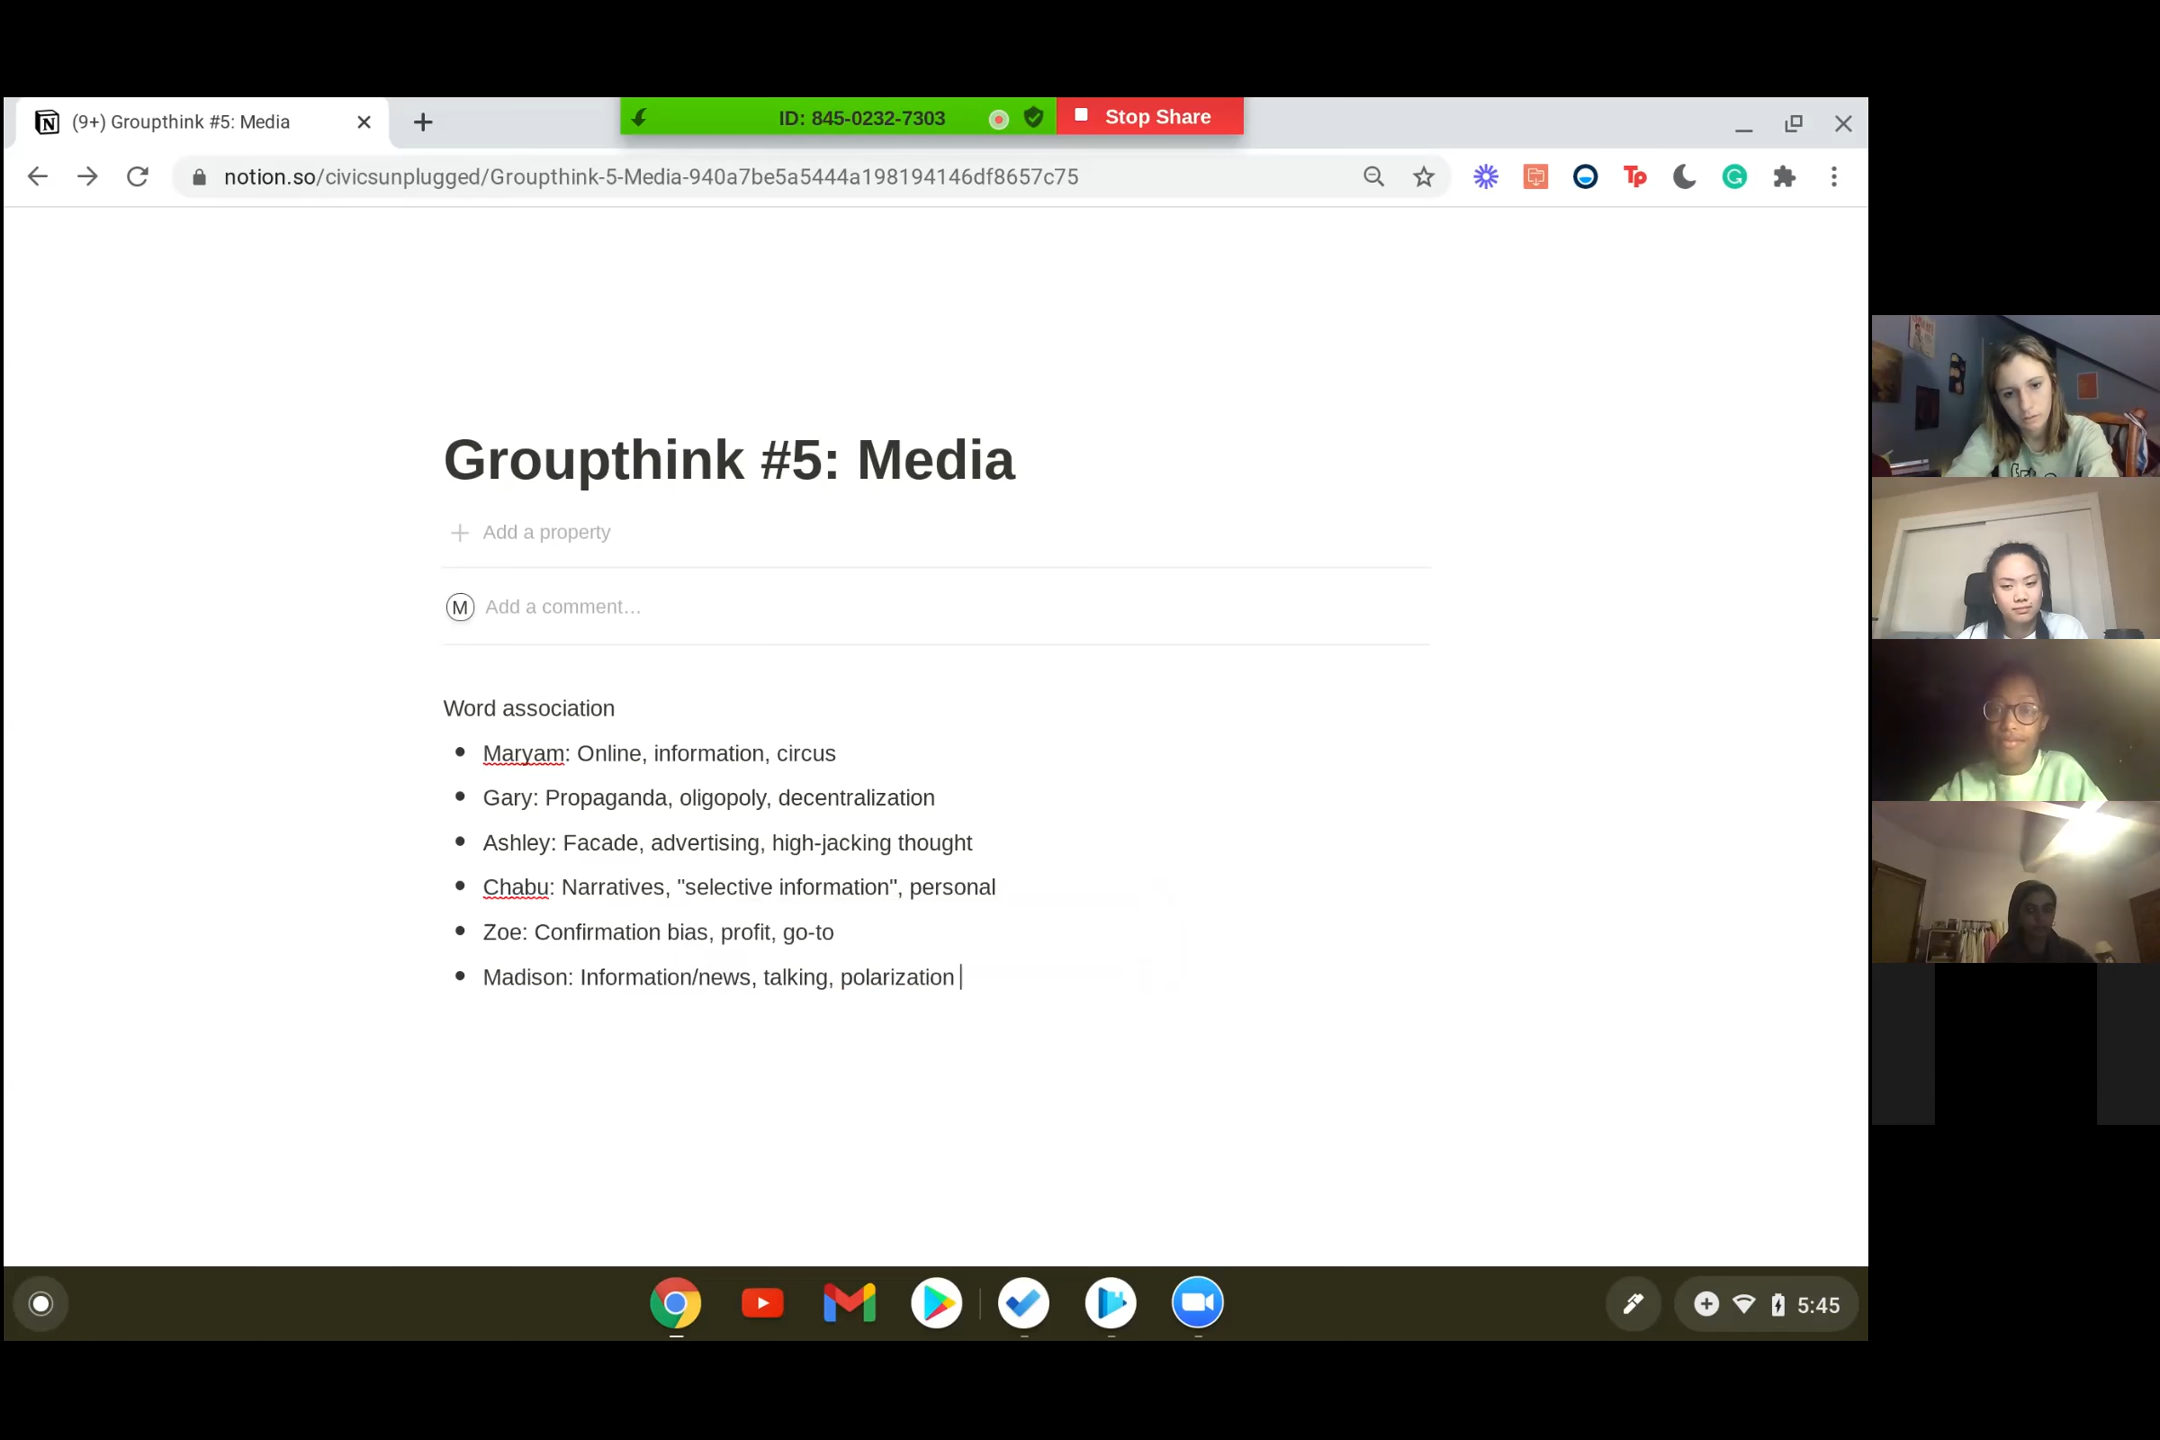 (9+) Groupthink #5: Media
ID: 845-0232-7303
Stop Share
notion.so/civicsunplugged/Groupthink-5-Media-940a7be5a5444a198194146df8657c75
Tp
Groupthink #5: Media
Add a property
M Add a comment…
Word association
Maryam: Online, information, circus
Gary: Propaganda, oligopoly, decentralization
Ashley: Facade, advertising, high-jacking thought
Chabu: Narratives, "selective information", personal
Zoe: Confirmation bias, profit, go-to
Madison: Information/news, talking, polarization
5:45